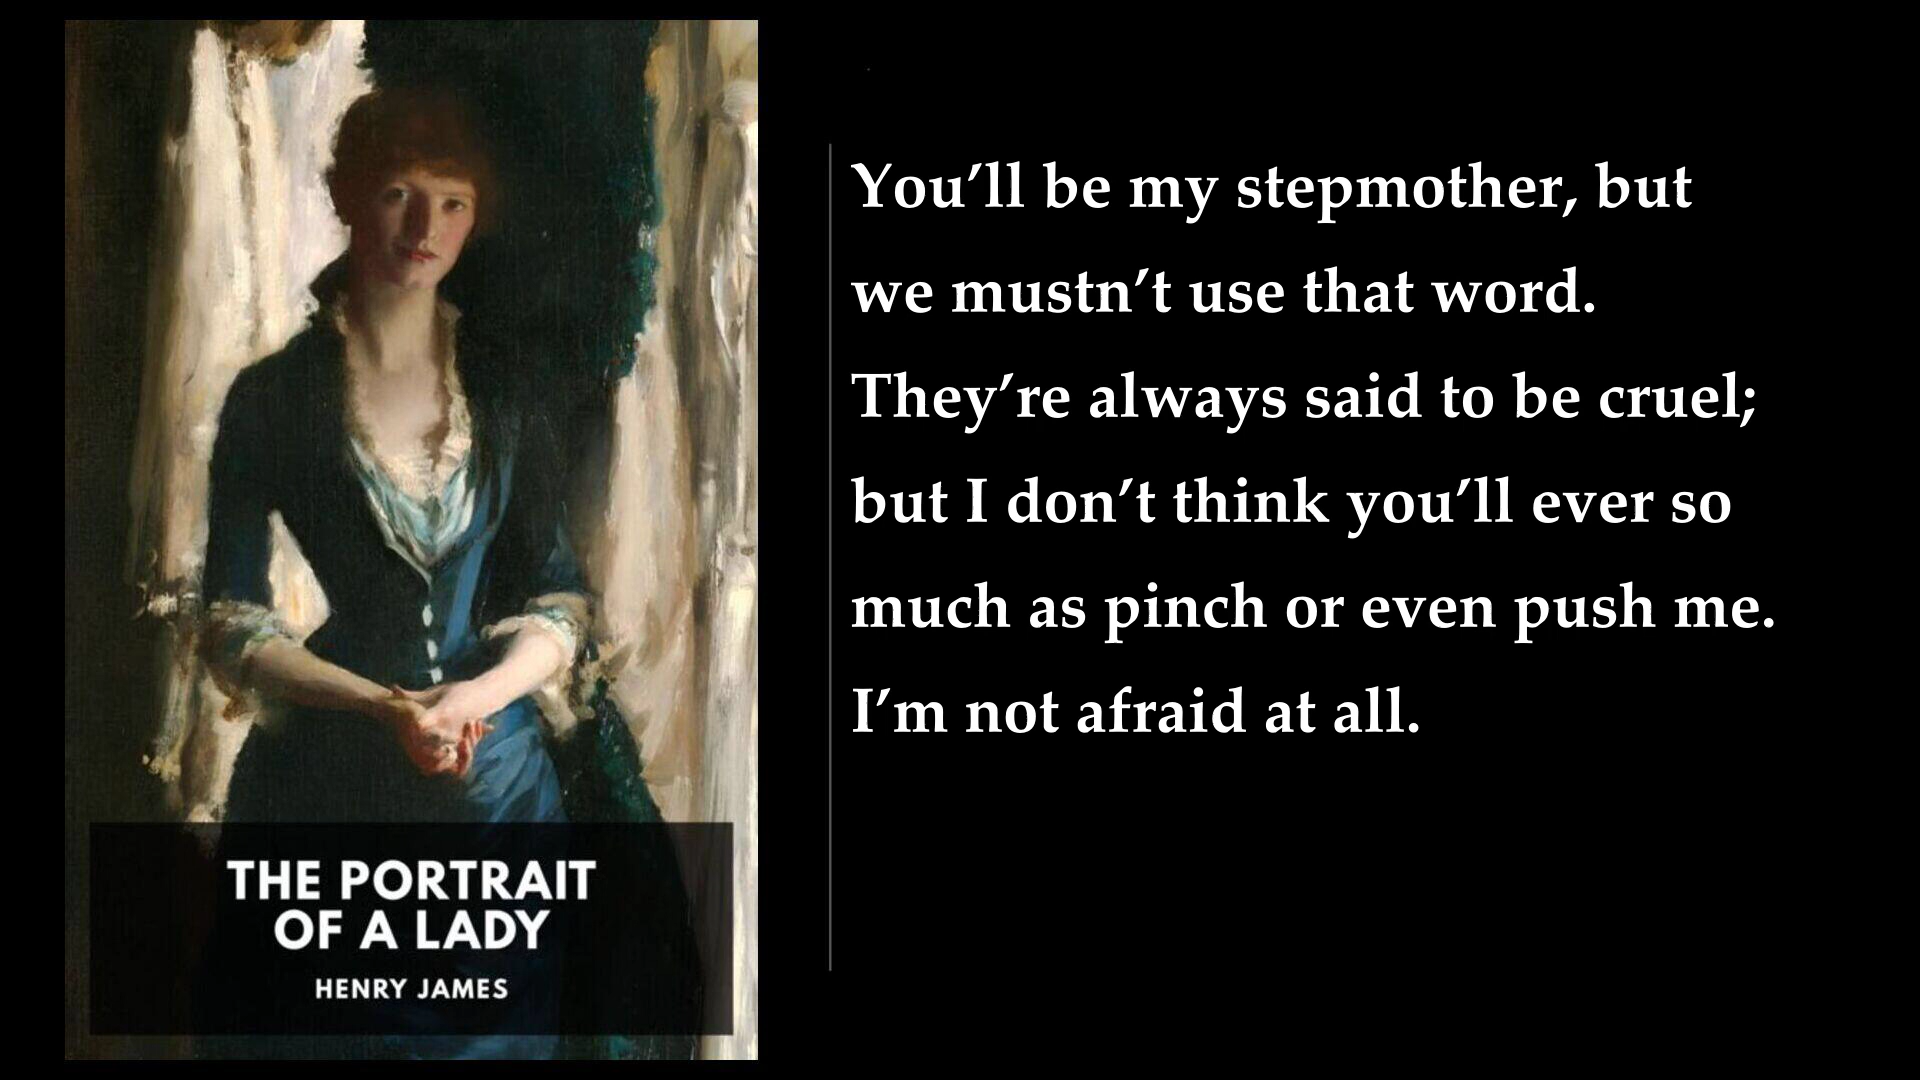 THE PORTRAIT
OF A LADY
HENRY JAMES
You’ll be my stepmother, but
we mustn’t use that word.
They’re always said to be cruel;
but I don’t think you’ll ever so
much as pinch or even push me.
I’m not afraid at all.